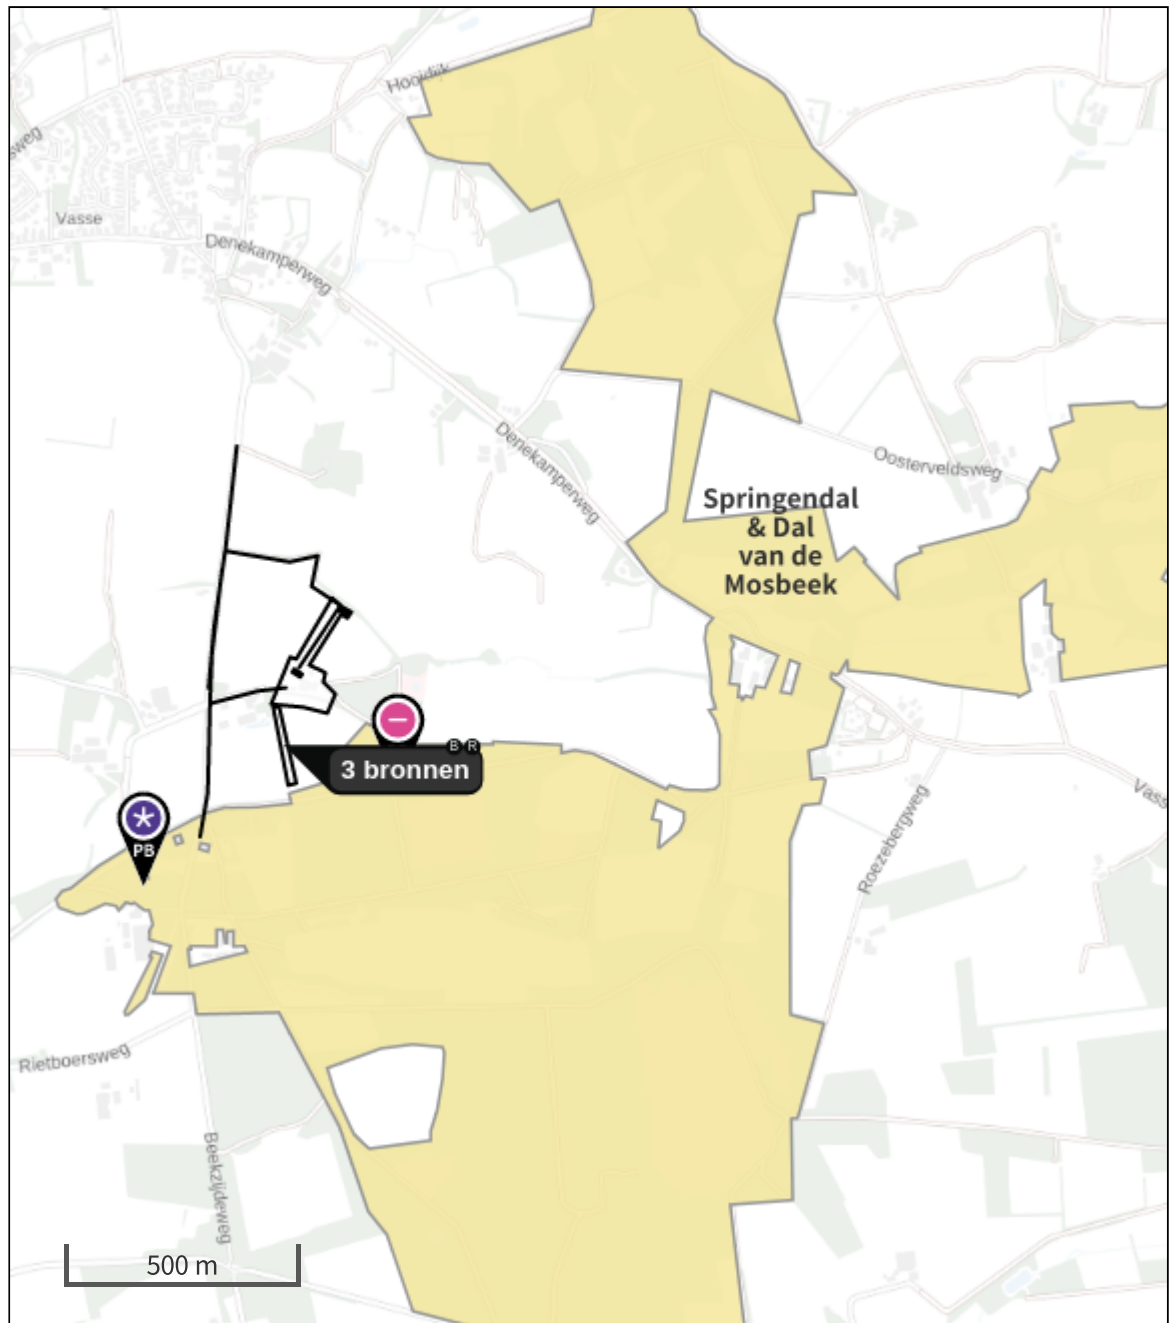 Hooidijk
sweg
Vasse
Denekamperweg
Denekamperweg
Oosterveldsweg
Springendal
& Dal
van de
Mosbeek
B R
3 bronnen
PB
Roezebergweg
Vass
Rietboersweg
Beekzijdeweg
500 m